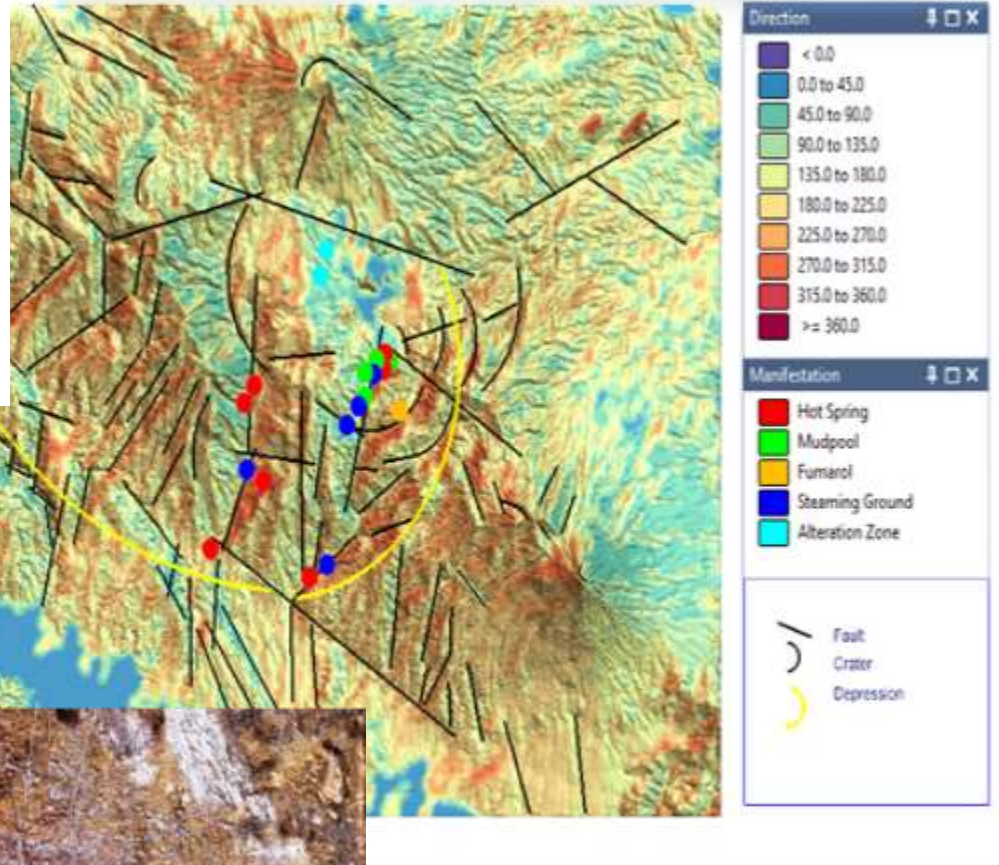 Direction
< 0.0
0.0 to 45.0
45.0 to 90.0
90.0 to 135.0
135.0 to 180.0
180.0 to 225.0
225.0 to 270.0
270.0 to 315.0
315.0 to 360.0
>= 360.0
Manifestation
Hot Spring
Mudpool
Fumarol
Steaming Ground
Alteration Zone
Fault
Crater
Depression